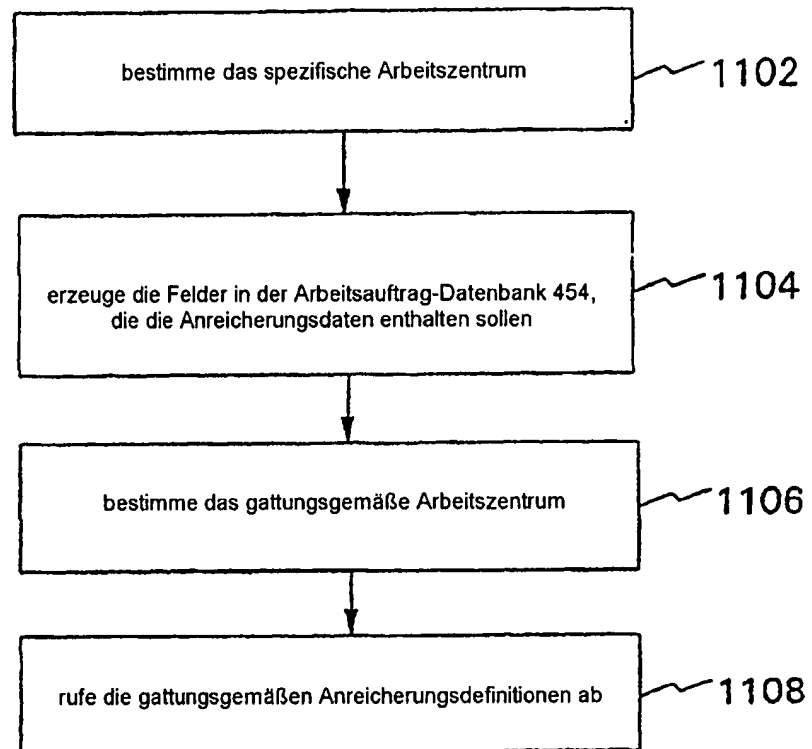 bestimme das spezifische Arbeitszentrum
1102
erzeuge die Felder in der Arbeitsauftrag-Datenbank 454,
die die Anreicherungsdaten enthalten sollen
1104
bestimme das gattungsgemäße Arbeitszentrum
1106
rufe die gattungsgemäßen Anreicherungsdefinitionen ab
1108